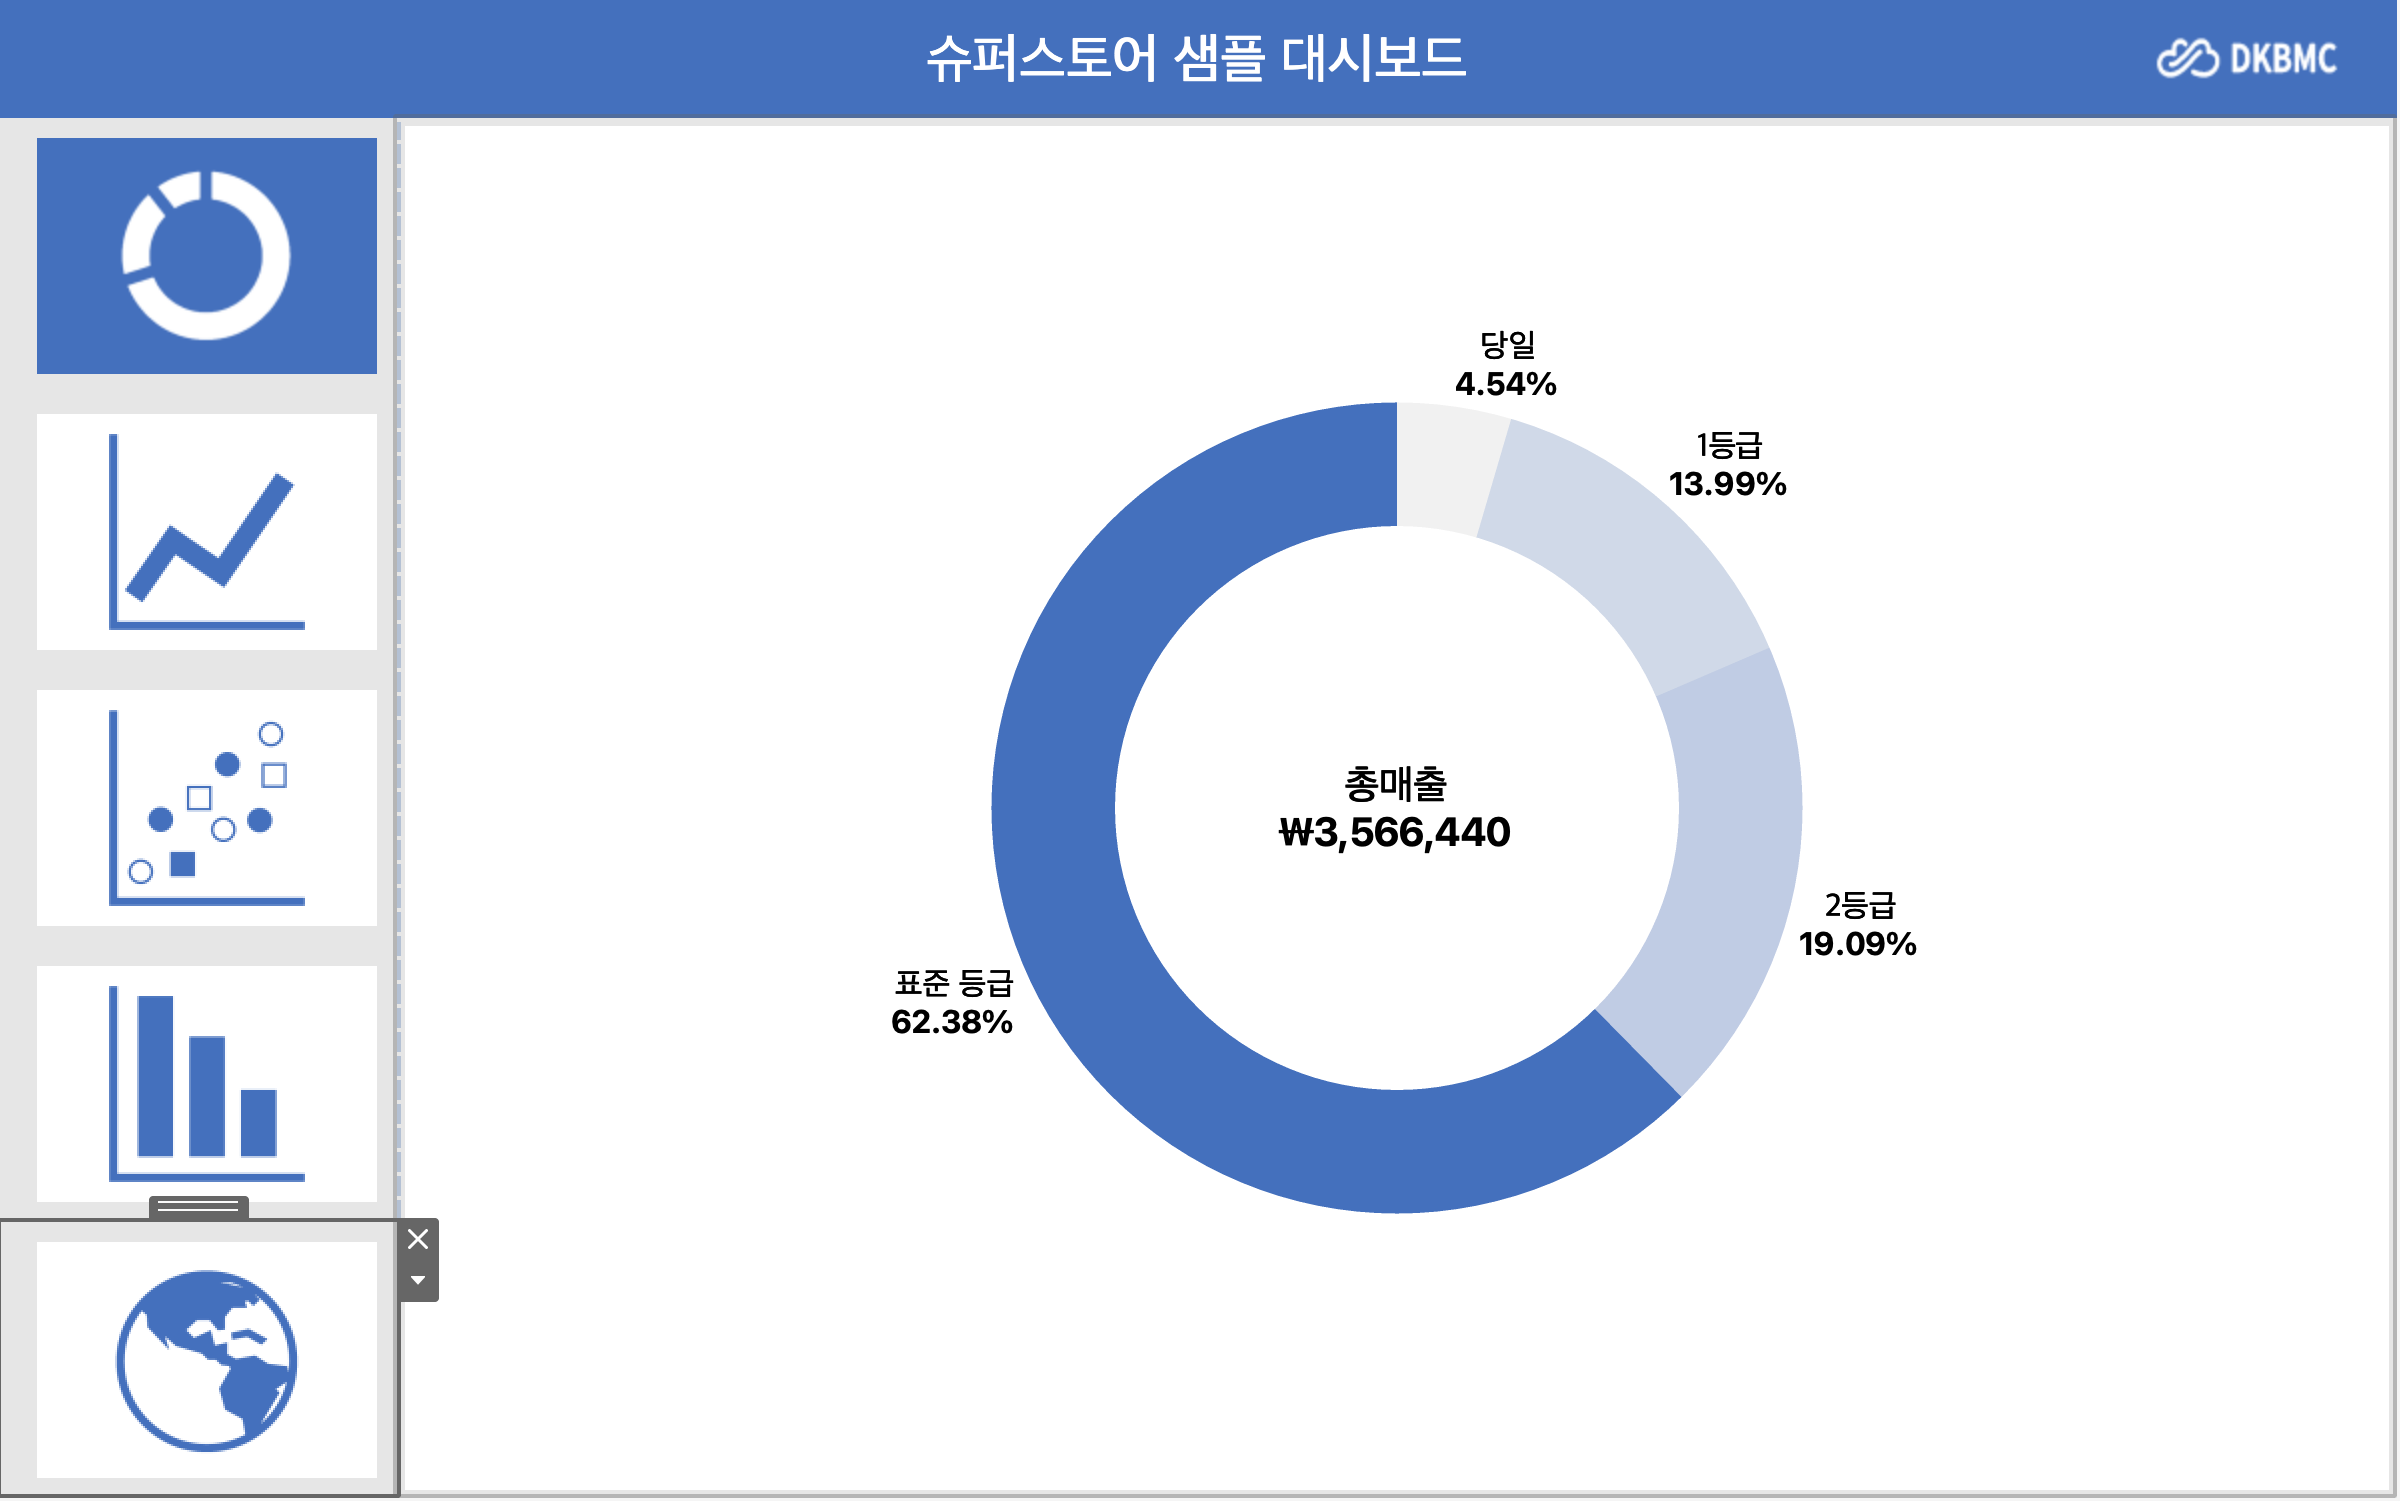 슈퍼스토어 샘플 대시보드
DKBMC
당일
4.54%
1등급
13.99%
총매출
₩3,566,440
2등급
19.09%
표준 등급
62.38%